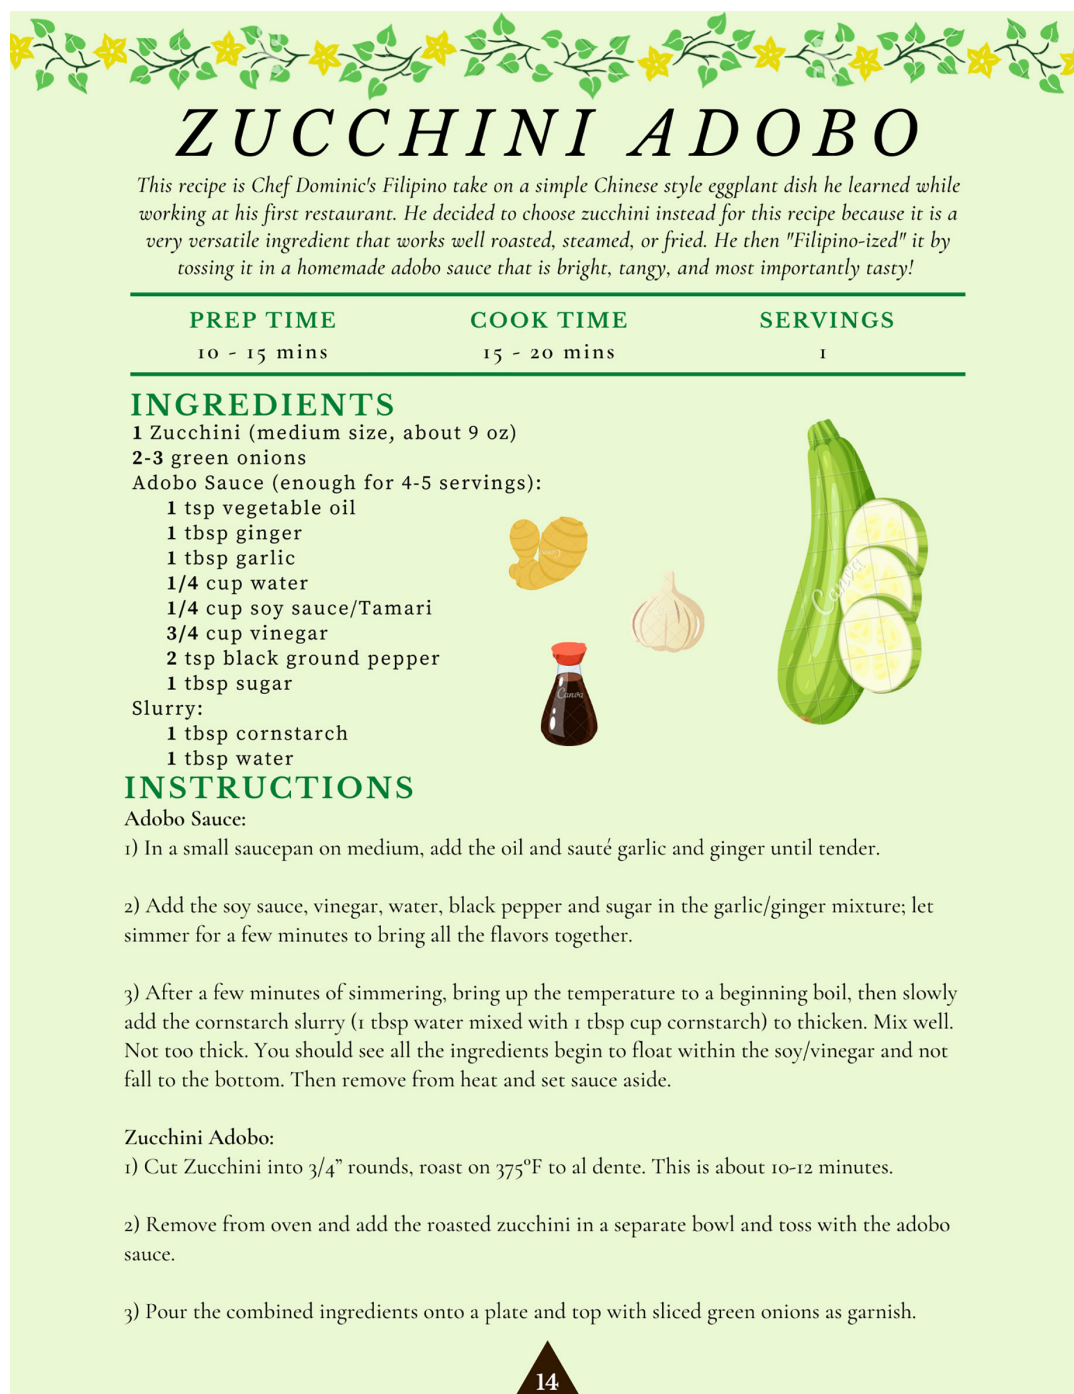 ZUCCHINI ADOBO
This recipe is Chef Dominic's Filipino take on a simple Chinese style eggplant dish he learned while
working at his first restaurant. He decided to choose zucchini instead for this recipe because it is a
very versatile ingredient that works well roasted, steamed, or fried. He then "Filipino-ized" it by
tossing it in a homemade adobo sauce that is bright, tangy, and most importantly tasty!
PREP TIME
10 - 15 mins
COOK TIME
15 - 20 mins
SERVINGS
1
INGREDIENTS
1 Zucchini (medium size, about 9 oz)
2-3 green onions
Adobo Sauce (enough for 4-5 servings):
1 tsp vegetable oil
1 tbsp ginger
1 tbsp garlic
1/4 cup water
1/4 cup soy sauce/Tamari
3/4 cup vinegar
2 tsp black ground pepper
1 tbsp sugar
Slurry:
1 tbsp cornstarch
1 tbsp water
Canva
Canva
INSTRUCTIONS
Adobo Sauce:
1) In a small saucepan on medium, add the oil and sauté garlic and ginger until tender.
2) Add the soy sauce, vinegar, water, black pepper and sugar in the garlic/ginger mixture; let
simmer for a few minutes to bring all the flavors together.
3) After a few minutes of simmering, bring up the temperature to a beginning boil, then slowly
add the cornstarch slurry (1 tbsp water mixed with 1 tbsp cup cornstarch) to thicken. Mix well.
Not too thick. You should see all the ingredients begin to float within the soy/vinegar and not
fall to the bottom. Then remove from heat and set sauce aside.
Zucchini Adobo:
1) Cut Zucchini into 3/4” rounds, roast on 375°F to al dente. This is about 10-12 minutes.
2) Remove from oven and add the roasted zucchini in a separate bowl and toss with the adobo
sauce.
3) Pour the combined ingredients onto a plate and top with sliced green onions as garnish.
14